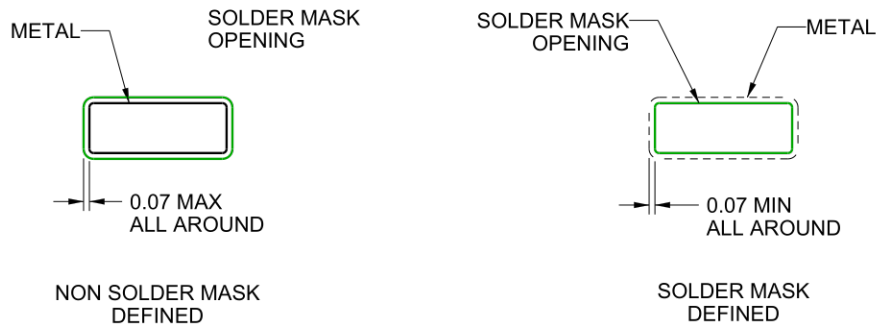 METAL
SOLDER MASK
OPENING
0.07 MAX
ALL AROUND
NON SOLDER MASK
DEFINED
SOLDER MASK
OPENING
METAL
0.07 MIN
ALL AROUND
SOLDER MASK
DEFINED